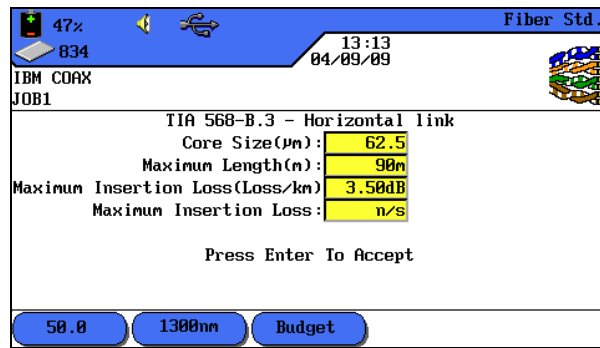 47% Fiber Std.
834 13:13
04/09/09
IBM COAX
JOB1
TIA 568-B.3 - Horizontal link
Core Size(µm): 62.5
Maximum Length(m): 90m
Maximum Insertion Loss(Loss/km) 3.50dB
Maximum Insertion Loss: n/s
Press Enter To Accept
50.0 1300nm Budget